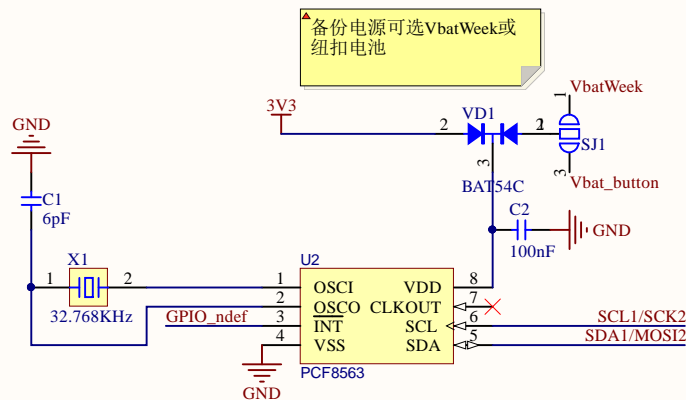 备份电源可选VbatWeek或
纽扣电池
VbatWeek
1
3V3
VD1
2
2
1
SJ1
3
3
Vbat_button
BAT54C
GND
C1
6pF
C2
100nF
GND
X1
1
2
32.768KHz
U2
1
OSCI
VDD
8
2
OSCO
CLKOUT
7
GPIO_ndef
3
INT
SCL
6
SCL1/SCK2
4
VSS
SDA
5
SDA1/MOSI2
PCF8563
GND